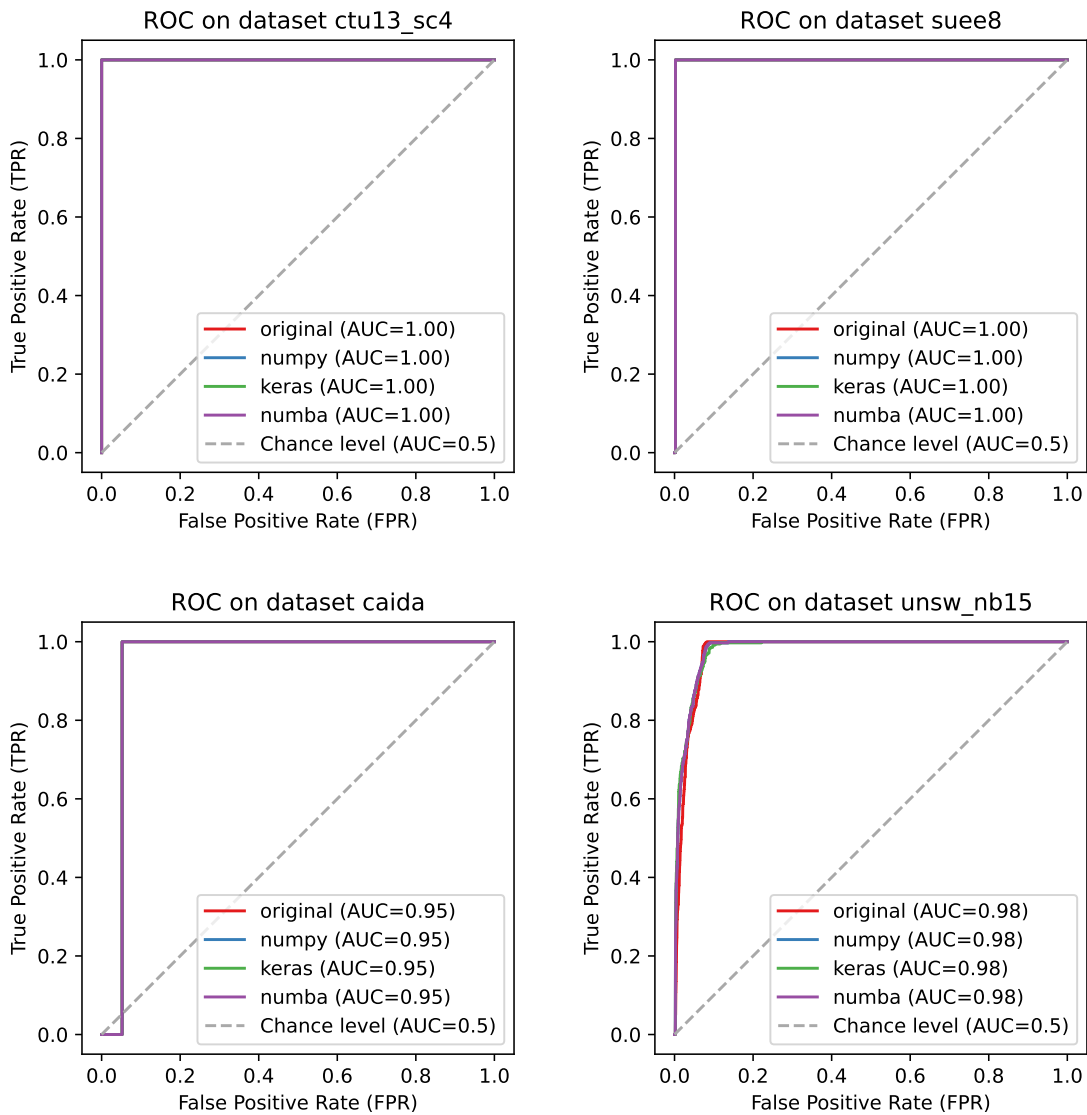 ROC on dataset ctu13_sc4
True Positive Rate (TPR)
1.0
0.8
0.6
0.4
0.2
0.0
original (AUC=1.00)
numpy (AUC=1.00)
keras (AUC=1.00)
numba (AUC=1.00)
Chance level (AUC=0.5)
0.0 0.2 0.4 0.6 0.8 1.0
False Positive Rate (FPR)
ROC on dataset suee8
True Positive Rate (TPR)
1.0
0.8
0.6
0.4
0.2
0.0
original (AUC=1.00)
numpy (AUC=1.00)
keras (AUC=1.00)
numba (AUC=1.00)
Chance level (AUC=0.5)
0.0 0.2 0.4 0.6 0.8 1.0
False Positive Rate (FPR)
ROC on dataset caida
True Positive Rate (TPR)
1.0
0.8
0.6
0.4
0.2
0.0
original (AUC=0.95)
numpy (AUC=0.95)
keras (AUC=0.95)
numba (AUC=0.95)
Chance level (AUC=0.5)
0.0 0.2 0.4 0.6 0.8 1.0
False Positive Rate (FPR)
ROC on dataset unsw_nb15
True Positive Rate (TPR)
1.0
0.8
0.6
0.4
0.2
0.0
original (AUC=0.98)
numpy (AUC=0.98)
keras (AUC=0.98)
numba (AUC=0.98)
Chance level (AUC=0.5)
0.0 0.2 0.4 0.6 0.8 1.0
False Positive Rate (FPR)